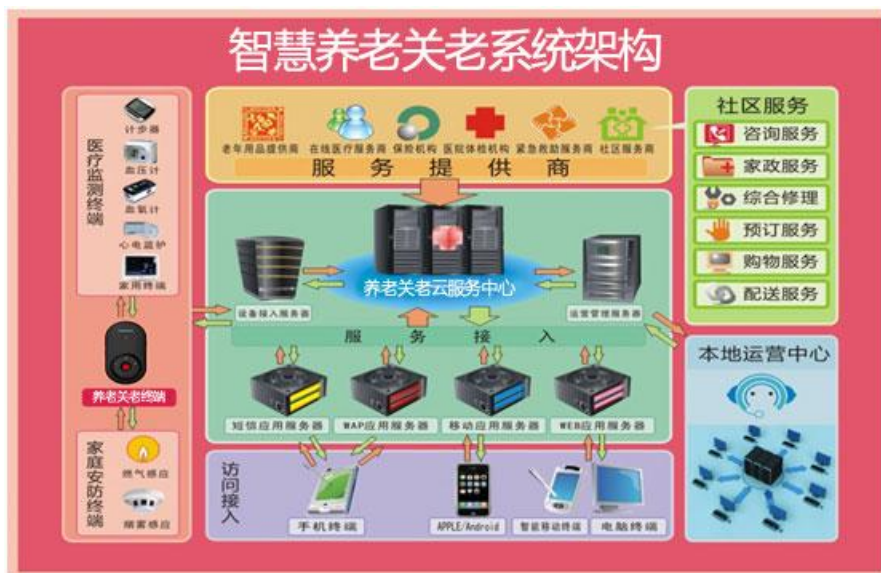 智慧养老关老系统架构
医疗监测终端
计步器
血压计
血氧计
心电监护
家用终端
养老关老终端
家庭安防终端
燃气感应
烟雾感应
老年用品提供商 在线医疗服务商 保险机构 医院体检机构 紧急救助服务商 社区服务商
服务提供商
养老关老云服务中心
设备接入服务器
运营管理服务器
服务接入
短信应用服务器 WAP应用服务器 移动应用服务器 WEB应用服务器
访问接入
手机终端 APPLE/Android 智能移动终端 电脑终端
社区服务
咨询服务
家政服务
综合修理
预订服务
购物服务
配送服务
本地运营中心